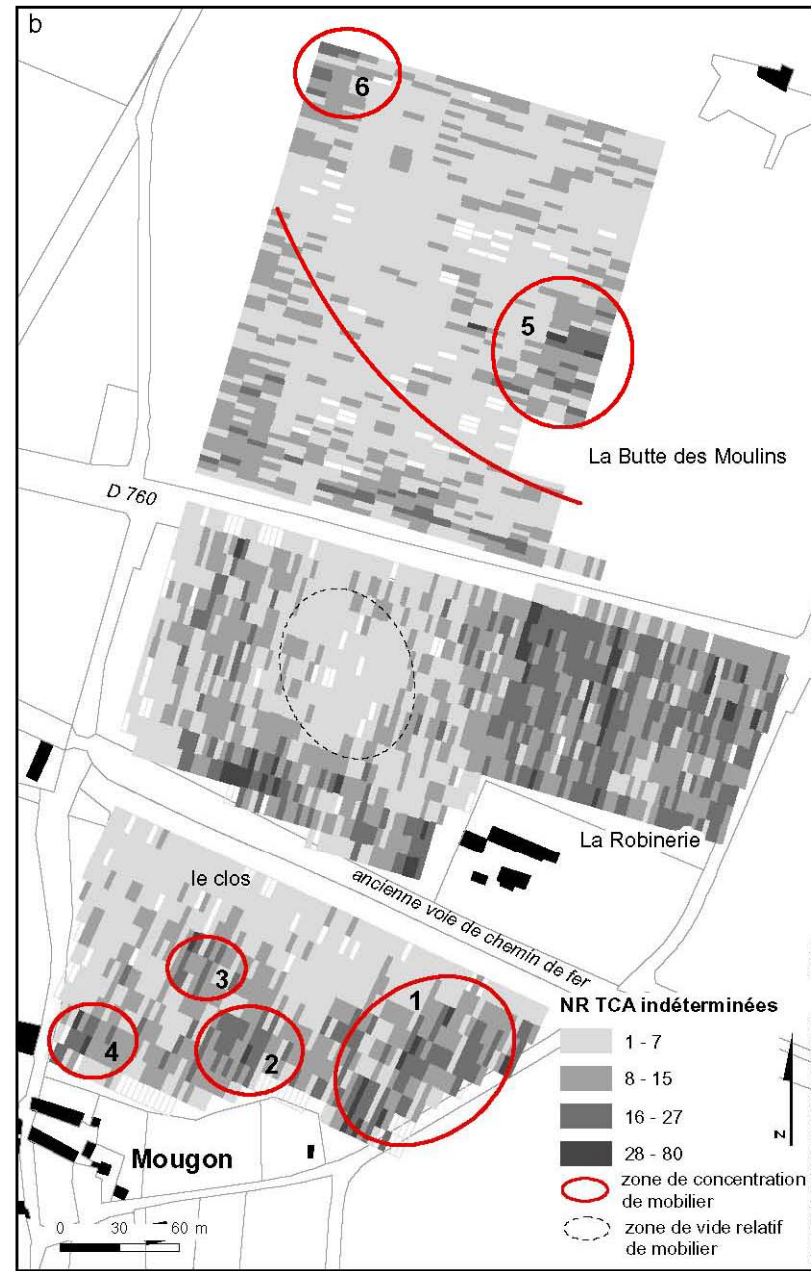 b
6
5
La Butte des Moulins
D 760
La Robinerie
ancienne voie de chemin de fer
le clos
3
1
4
2
Mougon
0 30 60 m
NR TCA indéterminées
1 - 7
8 - 15
16 - 27
28 - 80
zone de concentration
de mobilier
zone de vide relatif
de mobilier
N